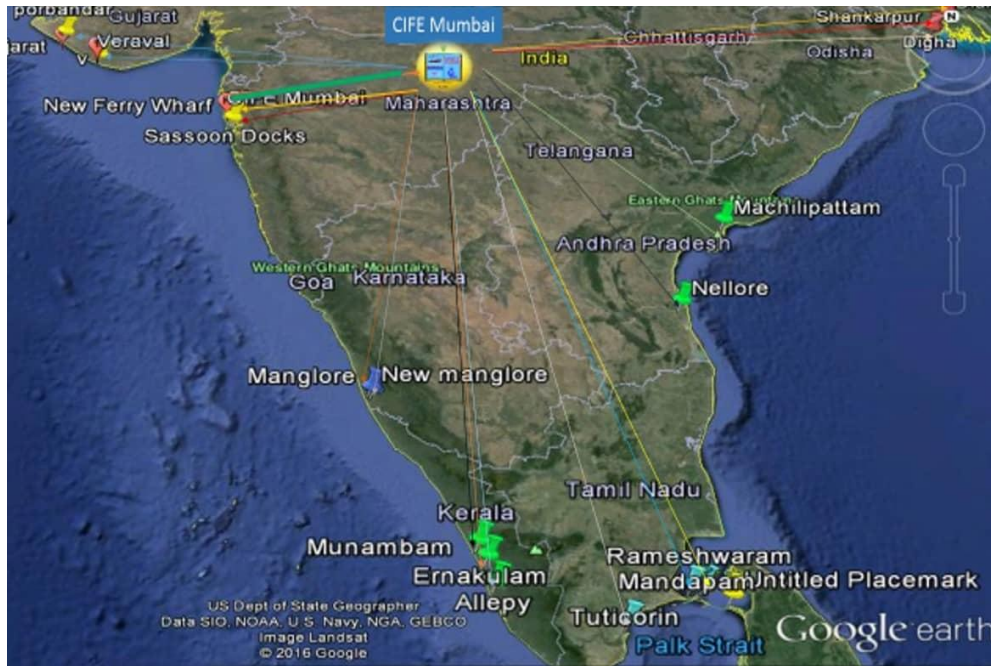 porbandar
Gujarat
CIFE Mumbai
Shankarpur
N
jarat
Veraval
Chhattisgarh
Digha
V
India
Odisha
New Ferry Wharf
CIFE Mumbai
Maharashtra
Sassoon Docks
Telangana
Eastern Ghats Mountains
Machilipattam
Andhra Pradesh
Western Ghats Mountains
Goa
Karnataka
Nellore
Manglore
New manglore
Tamil Nadu
Kerala
Munambam
Rameshwaram
Ernakulam
Mandapam
Untitled Placemark
Allepy
Tuticorin
Palk Strait
US Dept of State Geographer
Data SIO, NOAA, U.S. Navy, NGA, GEBCO
Image Landsat
© 2016 Google
Google earth